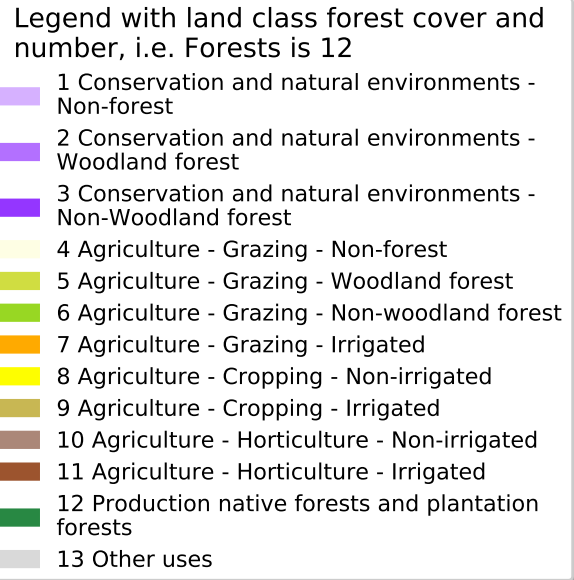 Legend with land class forest cover and
number, i.e. Forests is 12
1 Conservation and natural environments -
Non-forest
2 Conservation and natural environments -
Woodland forest
3 Conservation and natural environments -
Non-Woodland forest
4 Agriculture - Grazing - Non-forest
5 Agriculture - Grazing - Woodland forest
6 Agriculture - Grazing - Non-woodland forest
7 Agriculture - Grazing - Irrigated
8 Agriculture - Cropping - Non-irrigated
9 Agriculture - Cropping - Irrigated
10 Agriculture - Horticulture - Non-irrigated
11 Agriculture - Horticulture - Irrigated
12 Production native forests and plantation
forests
13 Other uses